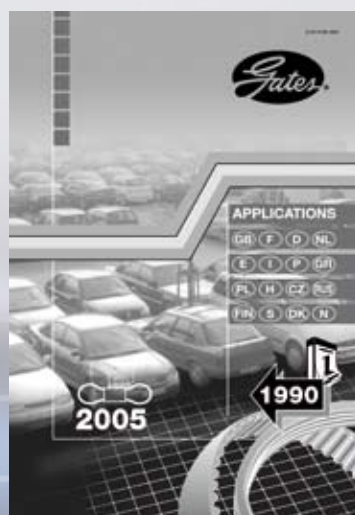 Gates
APPLICATIONS
GB F D NL
E I P GR
PL H CZ RUS
FIN S DK N
1990
2005